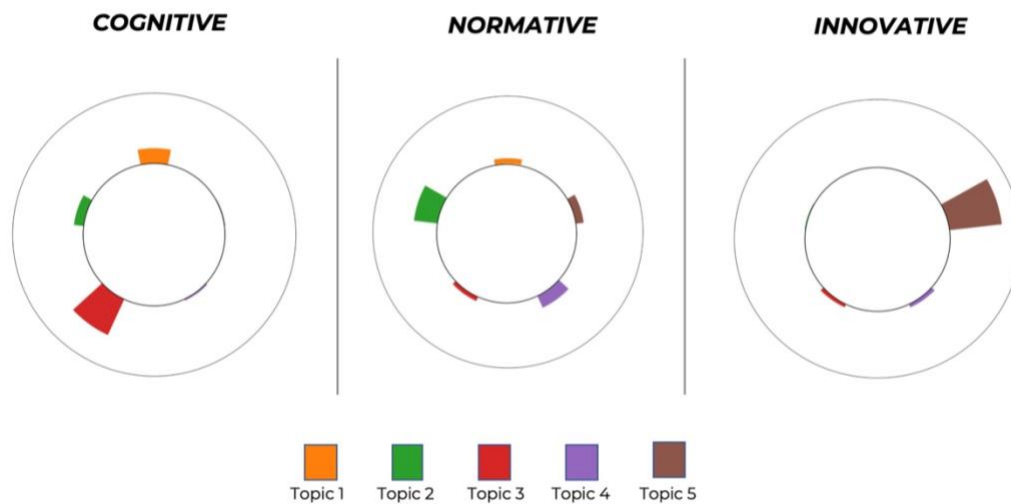 COGNITIVE
NORMATIVE
INNOVATIVE
Topic 1
Topic 2
Topic 3
Topic 4
Topic 5